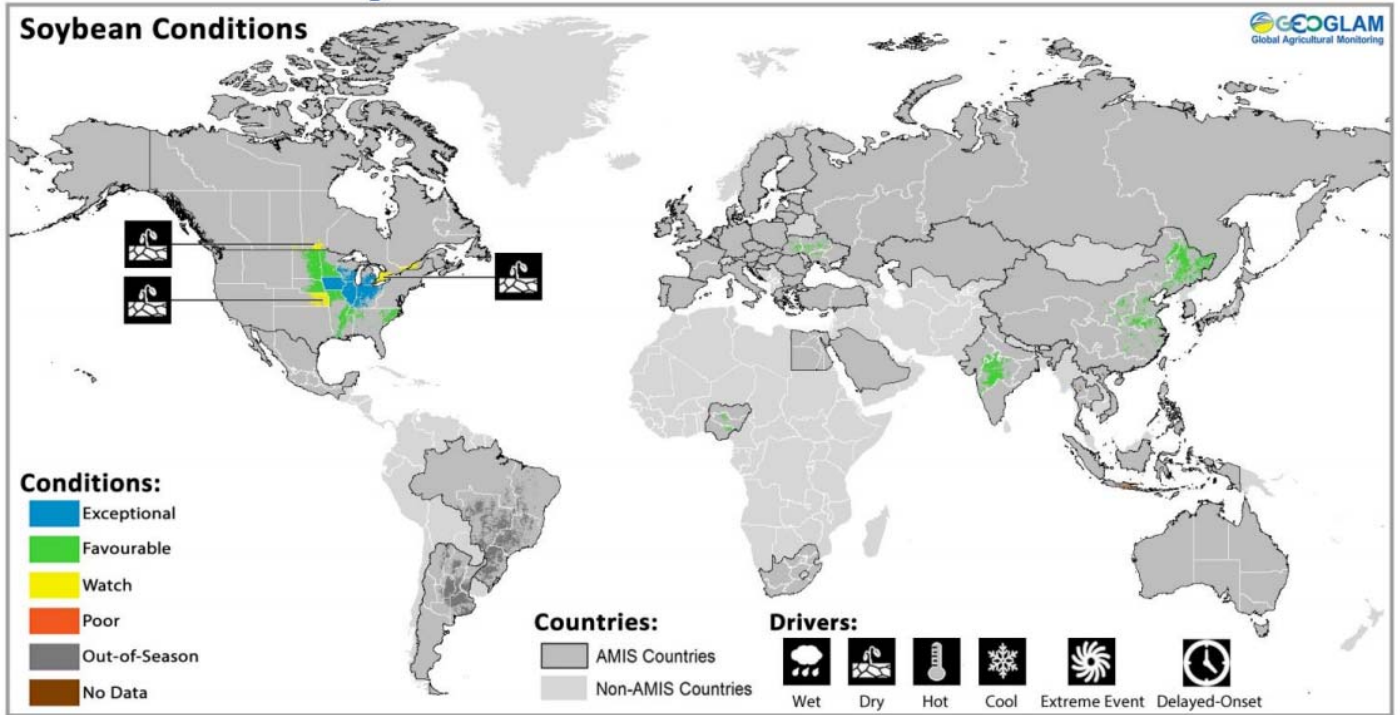 Soybean Conditions
GEOGLAM
Global Agricultural Monitoring
Conditions:
Exceptional
Favourable
Watch
Poor
Out-of-Season
No Data
Countries:
AMIS Countries
Non-AMIS Countries
Drivers:
Wet
Dry
Hot
Cool
Extreme Event
Delayed-Onset